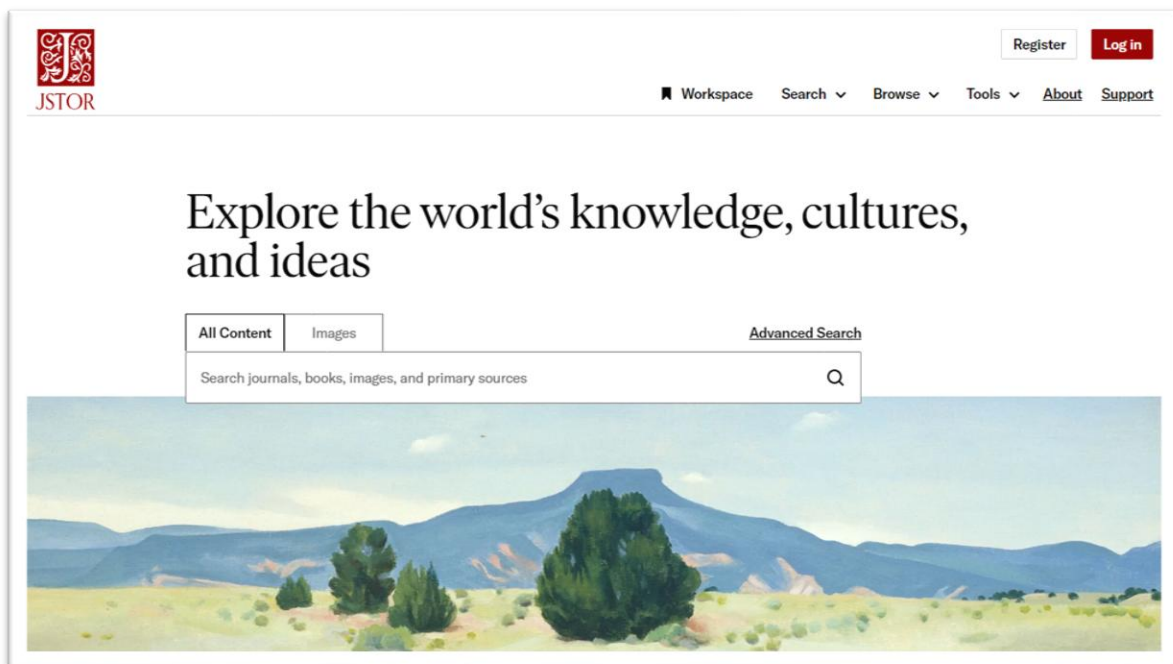 Register Log in
JSTOR
Workspace Search Browse Tools About Support
Explore the world's knowledge, cultures,
and ideas
All Content Images Advanced Search
Search journals, books, images, and primary sources